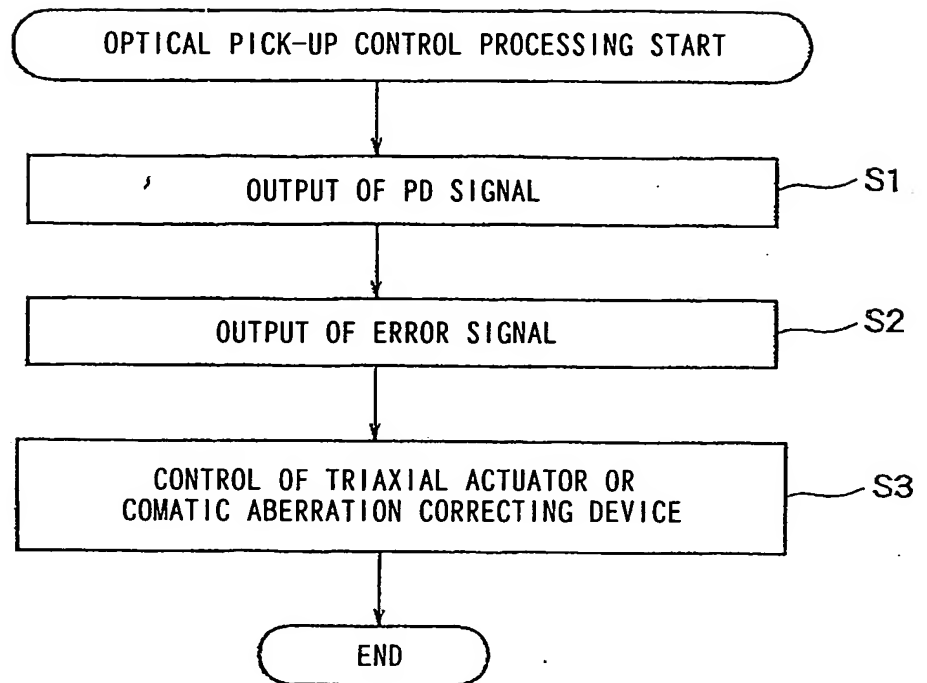 OPTICAL PICK-UP CONTROL PROCESSING START
OUTPUT OF PD SIGNAL
S1
OUTPUT OF ERROR SIGNAL
S2
CONTROL OF TRIAXIAL ACTUATOR OR
COMATIC ABERRATION CORRECTING DEVICE
S3
END